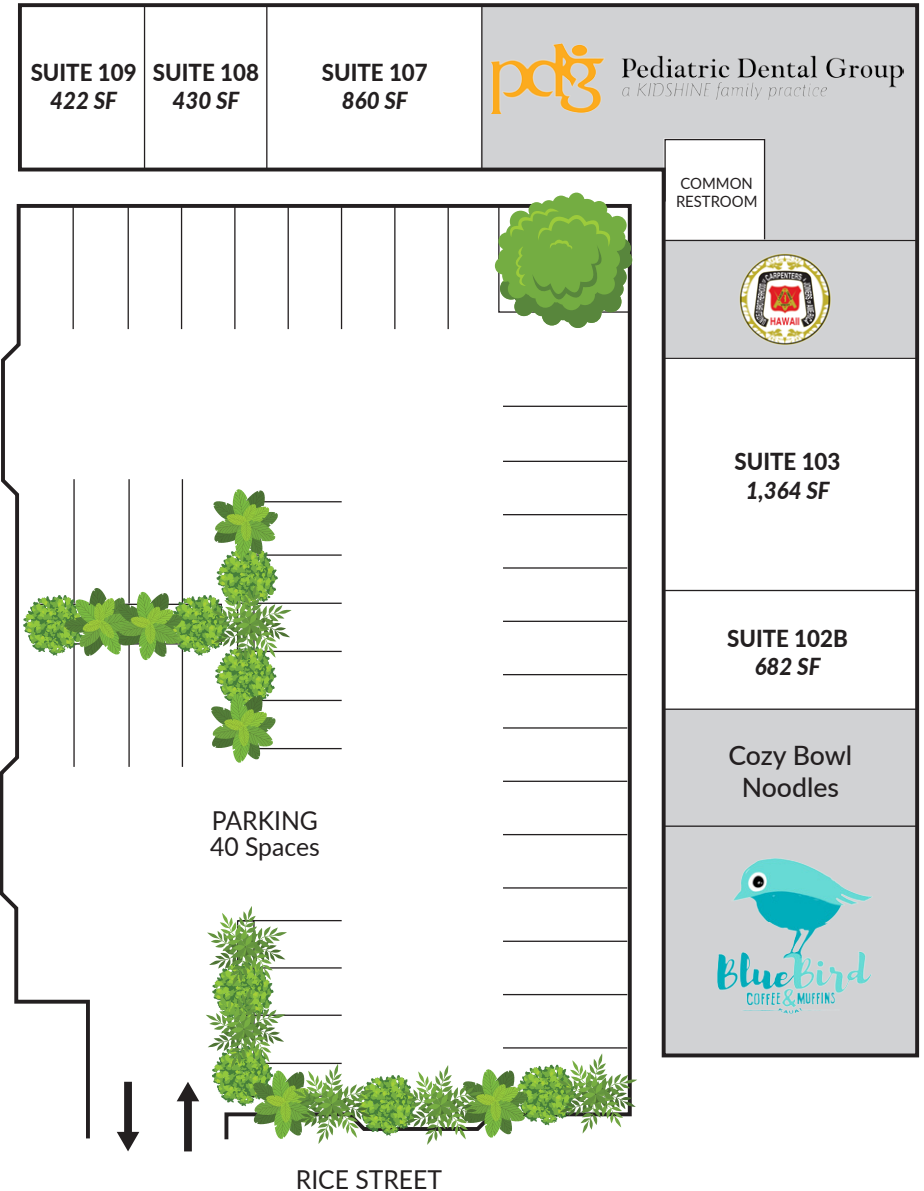 SUITE 109
422 SF
SUITE 108
430 SF
SUITE 107
860 SF
pdg
Pediatric Dental Group
a KIDSHINE family practice
COMMON
RESTROOM
CARPENTERS
HAWAII
SUITE 103
1,364 SF
SUITE 102B
682 SF
Cozy Bowl
Noodles
PARKING
40 Spaces
BlueBird
COFFEE & MUFFINS
KAUAI
RICE STREET